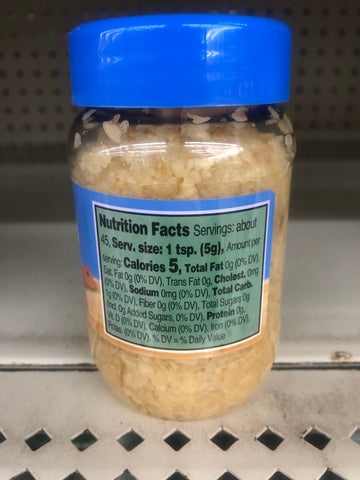 Nutrition Facts Servings: about
45, Serv. size: 1 tsp. (5g), Amount per
serving: Calories 5, Total Fat 0g (0% DV),
Sat. Fat 0g (0% DV), Trans Fat 0g, Cholest. 0mg
(0% DV), Sodium 0mg (0% DV), Total Carb.
1g (0% DV), Fiber 0g (0% DV), Total Sugars 0g
(Incl. 0g Added Sugars, 0% DV), Protein 0g,
Vit. D (0% DV), Calcium (0% DV), Iron (0% DV),
Potas. (0% DV). % DV = % Daily Value